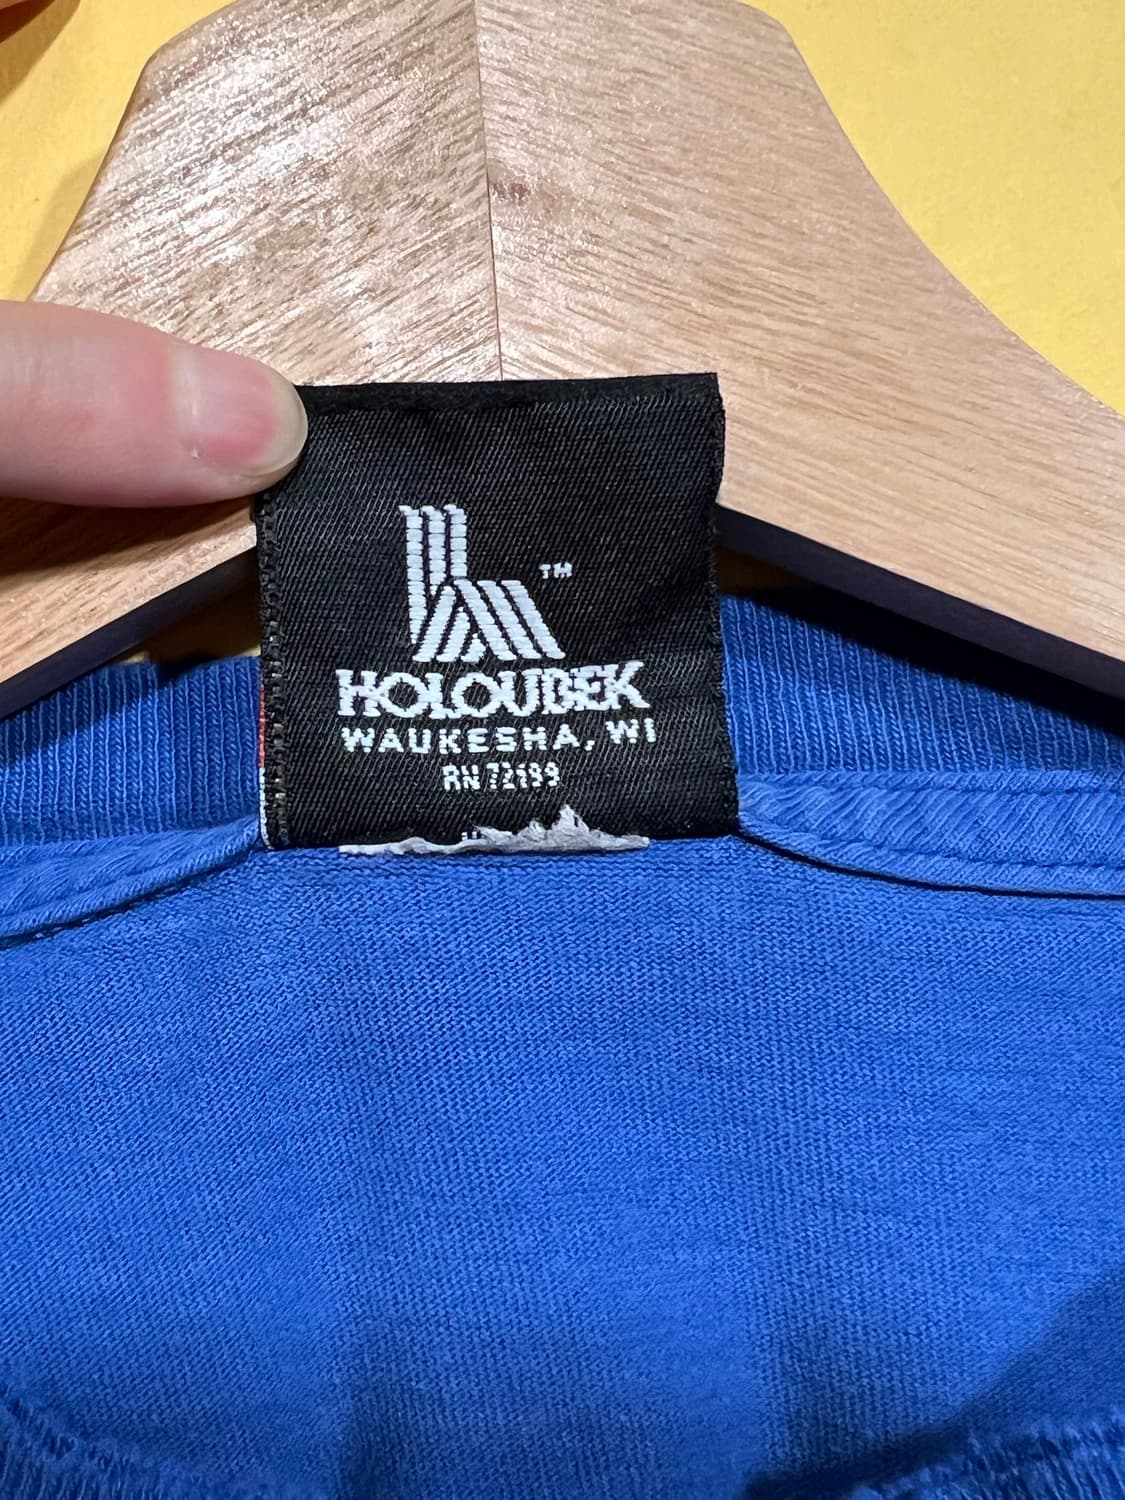 TM
HOLOUBEK
WAUKESHA, WI
RN 72199